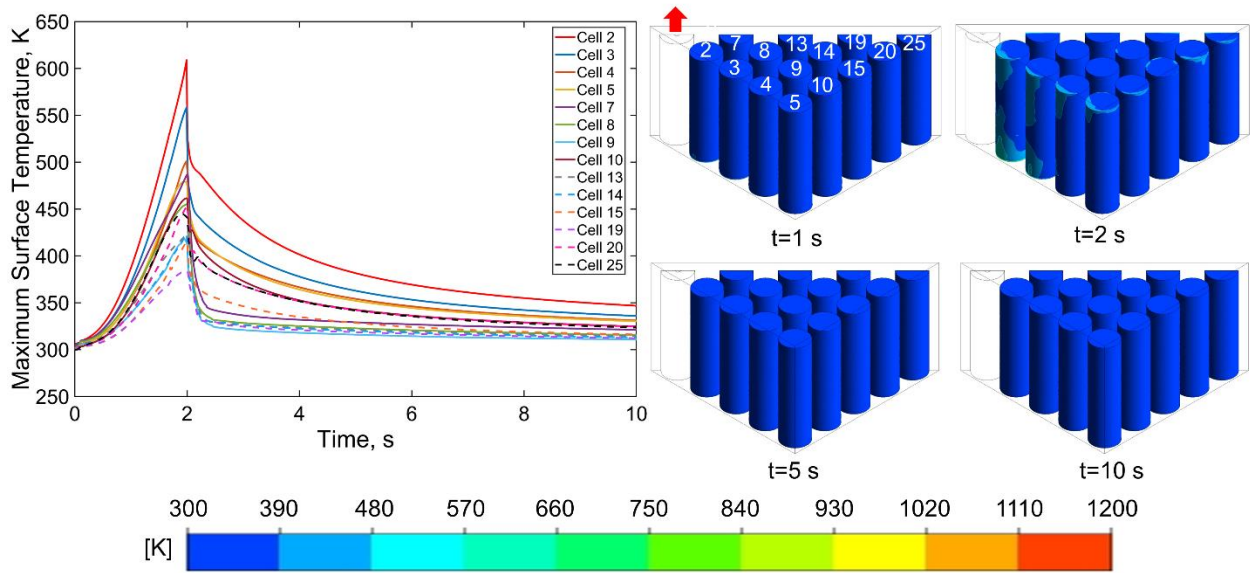 650
600
550
500
450
400
350
300
250
Maximum Surface Temperature, K
0 2 4 6 8 10
Time, s
Cell 2
Cell 3
Cell 4
Cell 5
Cell 7
Cell 8
Cell 9
Cell 10
Cell 13
Cell 14
Cell 15
Cell 19
Cell 20
Cell 25
2 7 8 13 14 19 20 25
3 9 15
4 10
5
t=1 s
t=2 s
t=5 s
t=10 s
300 390 480 570 660 750 840 930 1020 1110 1200
[K]